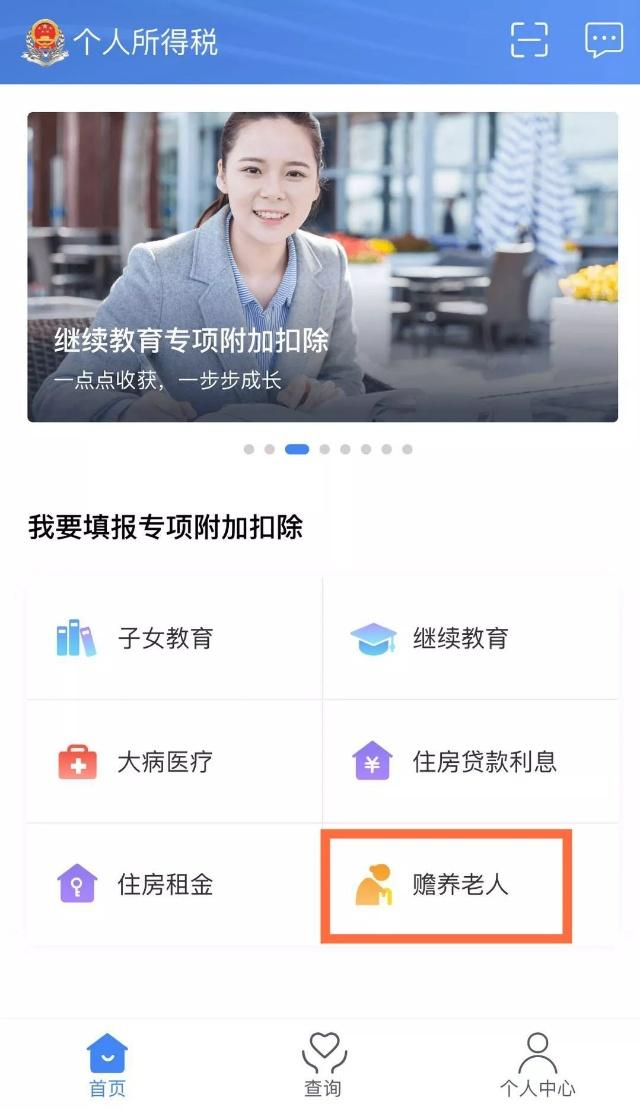 个人所得税
继续教育专项附加扣除
一点点收获，一步步成长
我要填报专项附加扣除
子女教育
继续教育
大病医疗
住房贷款利息
住房租金
赡养老人
首页
查询
个人中心